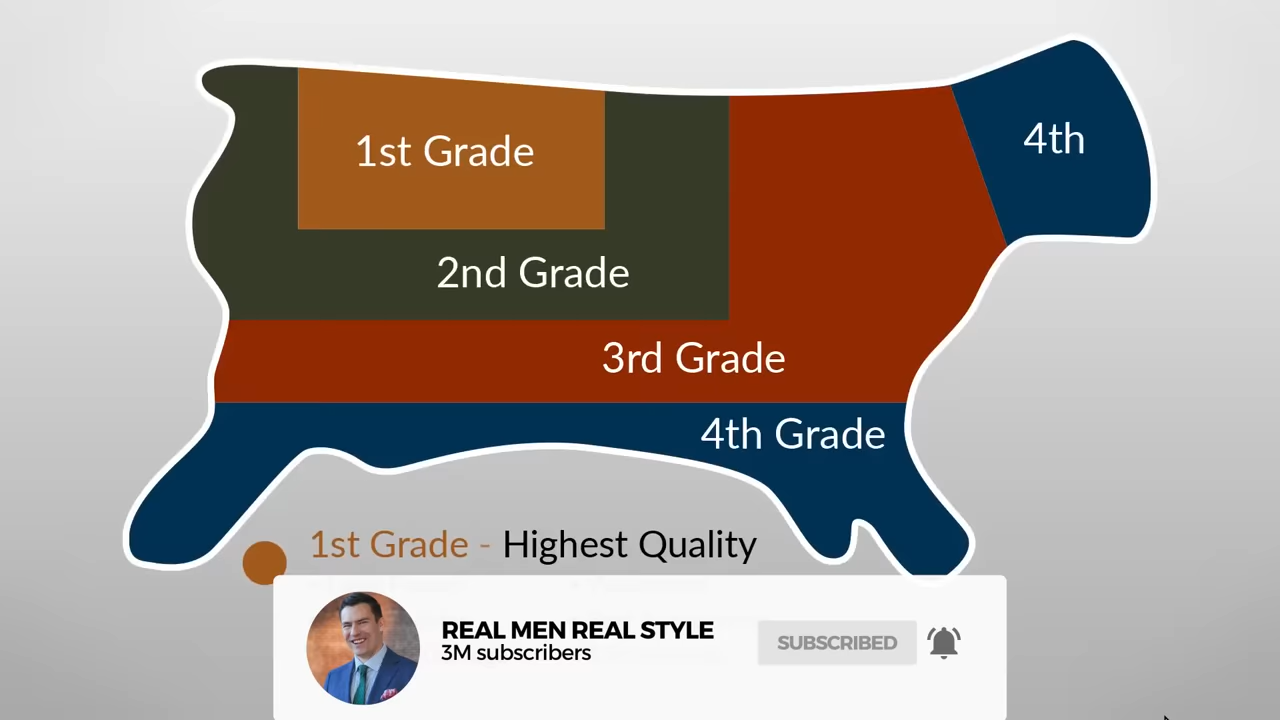 1st Grade
4th
2nd Grade
3rd Grade
4th Grade
1st Grade - Highest Quality
REAL MEN REAL STYLE
3M subscribers
SUBSCRIBED